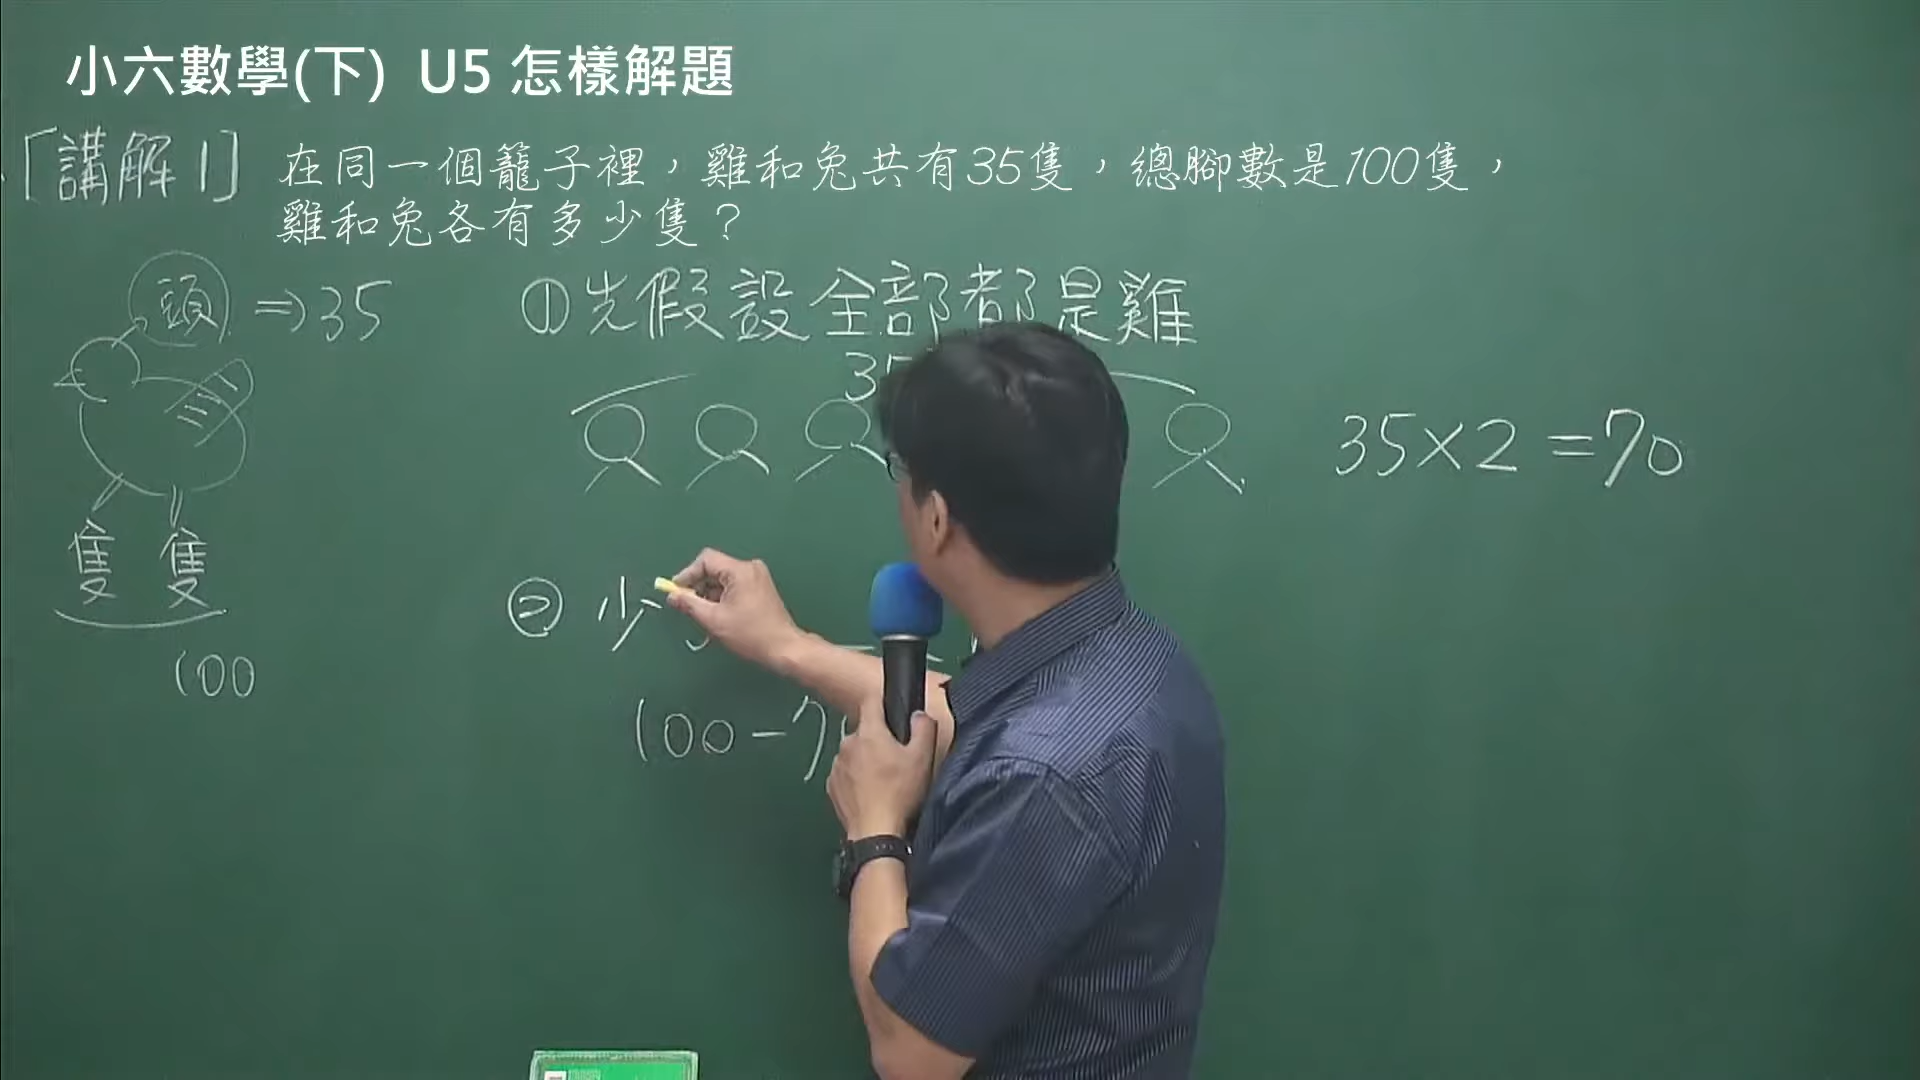 小六數學(下) U5 怎樣解題
「講解1」
在同一個籠子裡，雞和兔共有35隻，總腳數是100隻，
雞和兔各有多少隻？
頭 ⇒ 35
①先假設全部都是雞
35
35×2=70
隻 隻
100
② 少
100-70